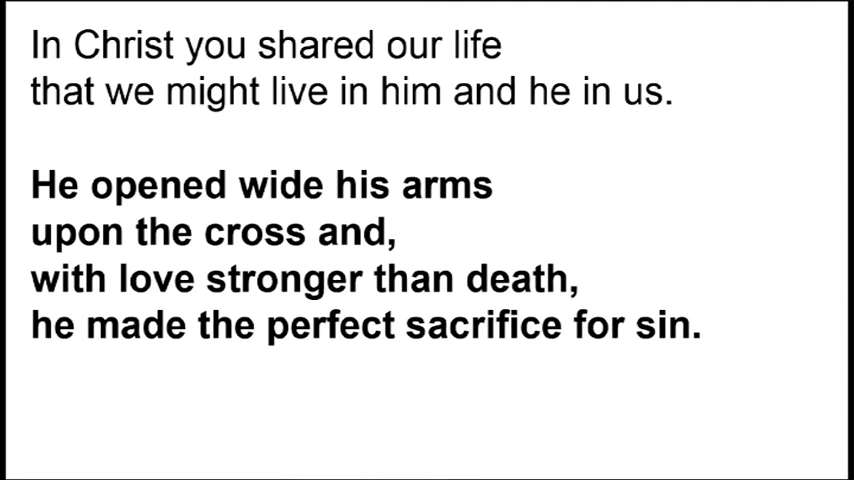 In Christ you shared our life
that we might live in him and he in us.
He opened wide his arms
upon the cross and,
with love stronger than death,
he made the perfect sacrifice for sin.